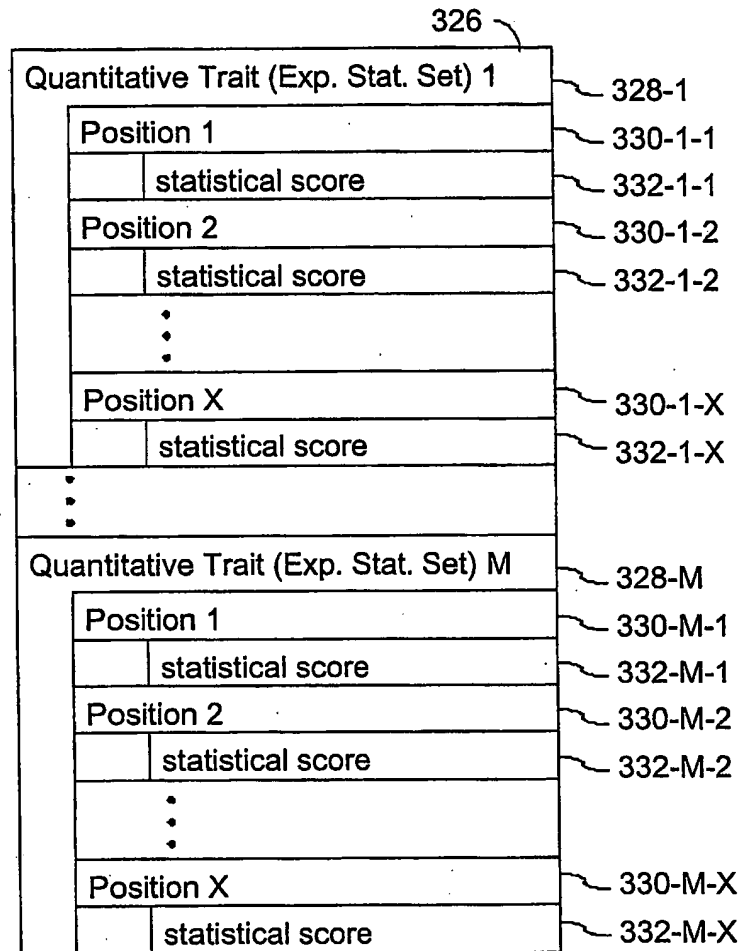 326
Quantitative Trait (Exp. Stat. Set) 1
328-1
Position 1
330-1-1
statistical score
332-1-1
Position 2
330-1-2
statistical score
332-1-2
Position X
330-1-X
statistical score
332-1-X
Quantitative Trait (Exp. Stat. Set) M
328-M
Position 1
330-M-1
statistical score
332-M-1
Position 2
330-M-2
statistical score
332-M-2
Position X
330-M-X
statistical score
332-M-X